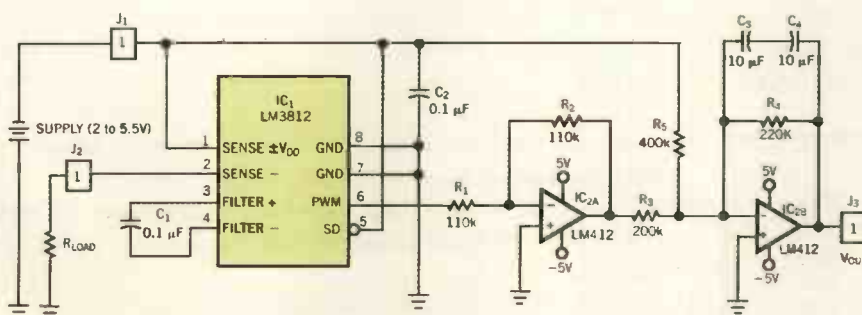 J1
1
SUPPLY (2 to 5.5V)
J2
1
RLOAD
C1
0.1 µF
IC1
LM3812
1
SENSE ±VDD
2
SENSE -
3
FILTER +
4
FILTER -
8
GND
7
GND
6
PWM
5
SD
C2
0.1 µF
R1
110k
R2
110k
5V
-
+
IC2A
LM412
-5V
R3
200k
R5
400k
C3
10 µF
C4
10 µF
R4
220K
5V
-
+
IC2B
LM412
-5V
J3
1